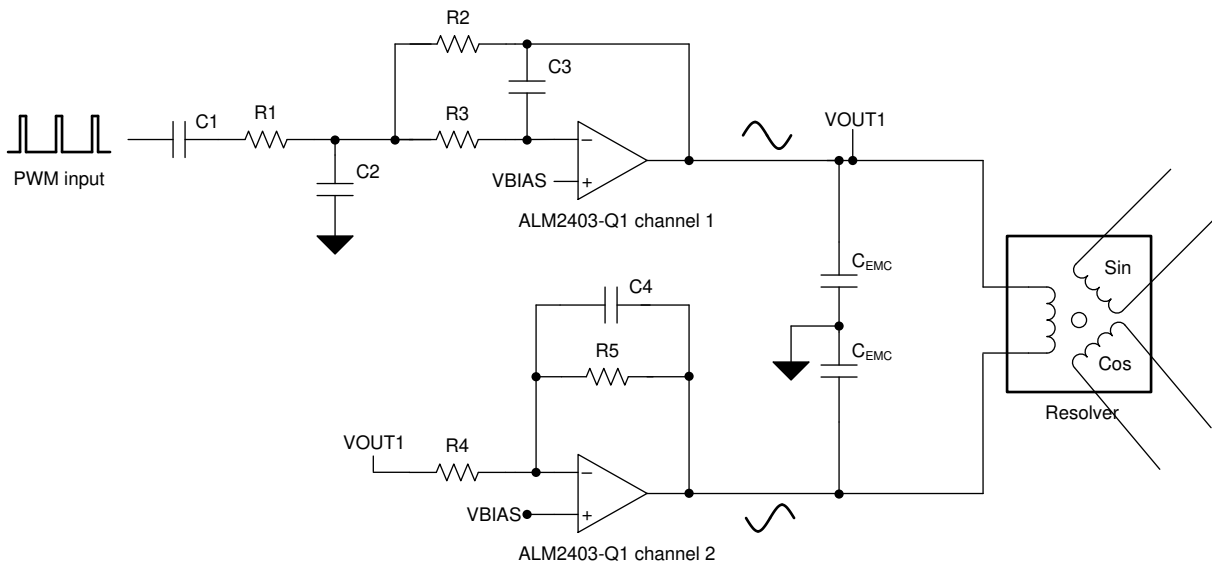 R2
C3
C1
R1
R3
PWM input
C2
VBIAS
ALM2403-Q1 channel 1
VOUT1
CEMC
CEMC
Sin
Cos
Resolver
C4
R5
VOUT1
R4
VBIAS
ALM2403-Q1 channel 2